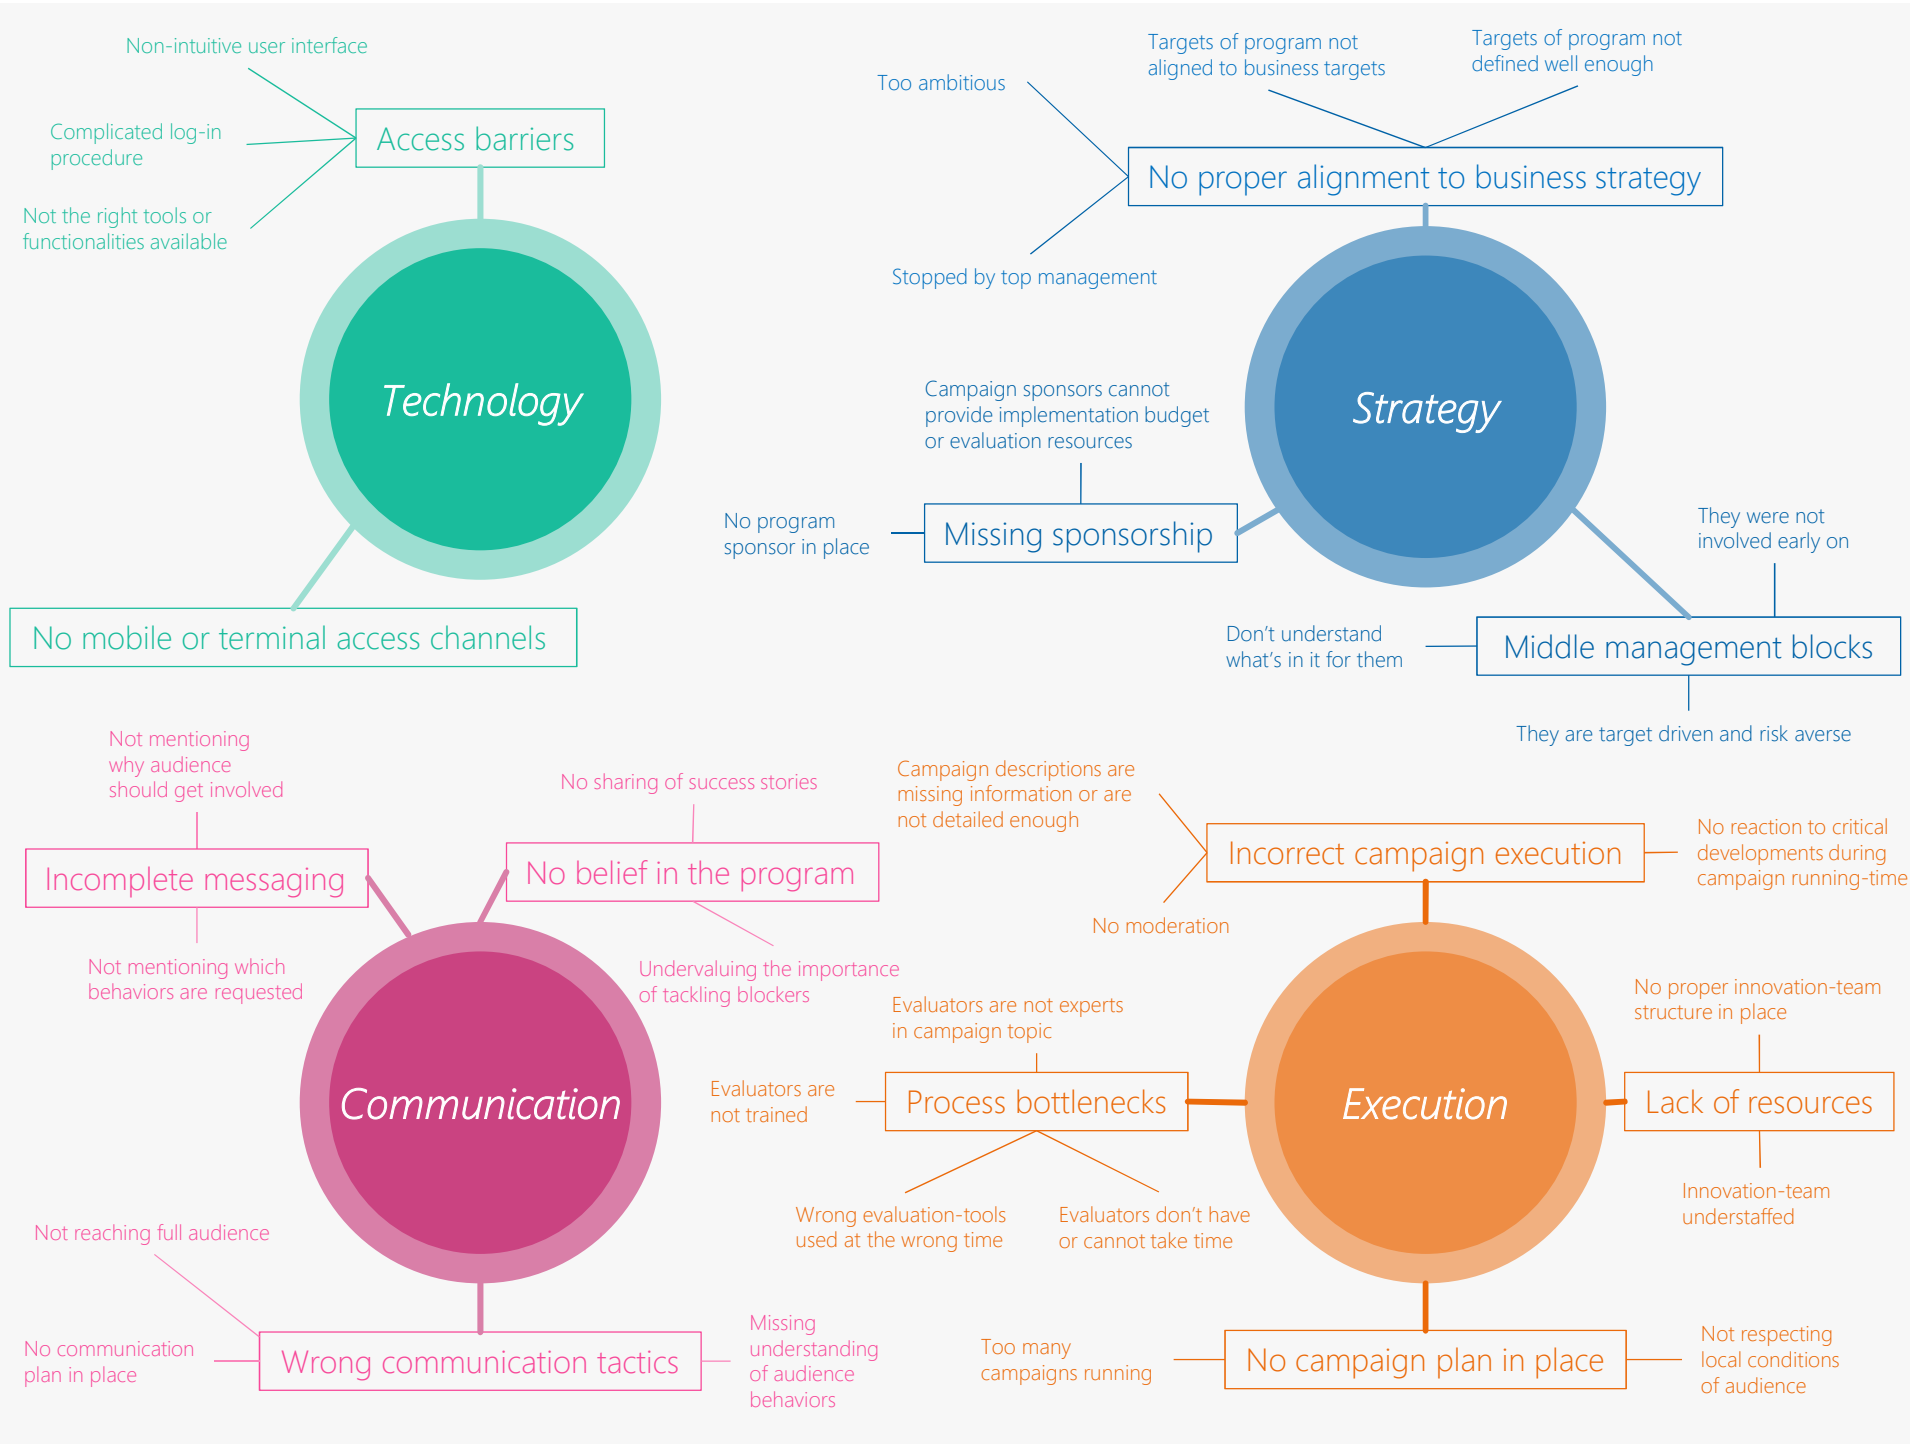 Non-intuitive user interface
Access barriers
Complicated log-in
procedure
Not the right tools or
functionalities available
Technology
No mobile or terminal access channels
Targets of program not
aligned to business targets
Targets of program not
defined well enough
Too ambitious
No proper alignment to business strategy
Stopped by top management
Strategy
Campaign sponsors cannot
provide implementation budget
or evaluation resources
No program
sponsor in place
Missing sponsorship
They were not
involved early on
Don't understand
what's in it for them
Middle management blocks
They are target driven and risk averse
Not mentioning
why audience
should get involved
Incomplete messaging
Not mentioning which
behaviors are requested
No sharing of success stories
No belief in the program
Undervaluing the importance
of tackling blockers
Communication
Not reaching full audience
No communication
plan in place
Wrong communication tactics
Missing
understanding
of audience
behaviors
Campaign descriptions are
missing information or are
not detailed enough
Incorrect campaign execution
No reaction to critical
developments during
campaign running-time
No moderation
Evaluators are not experts
in campaign topic
Evaluators are
not trained
Process bottlenecks
Wrong evaluation-tools
used at the wrong time
Evaluators don't have
or cannot take time
Execution
No proper innovation-team
structure in place
Lack of resources
Innovation-team
understaffed
Too many
campaigns running
No campaign plan in place
Not respecting
local conditions
of audience